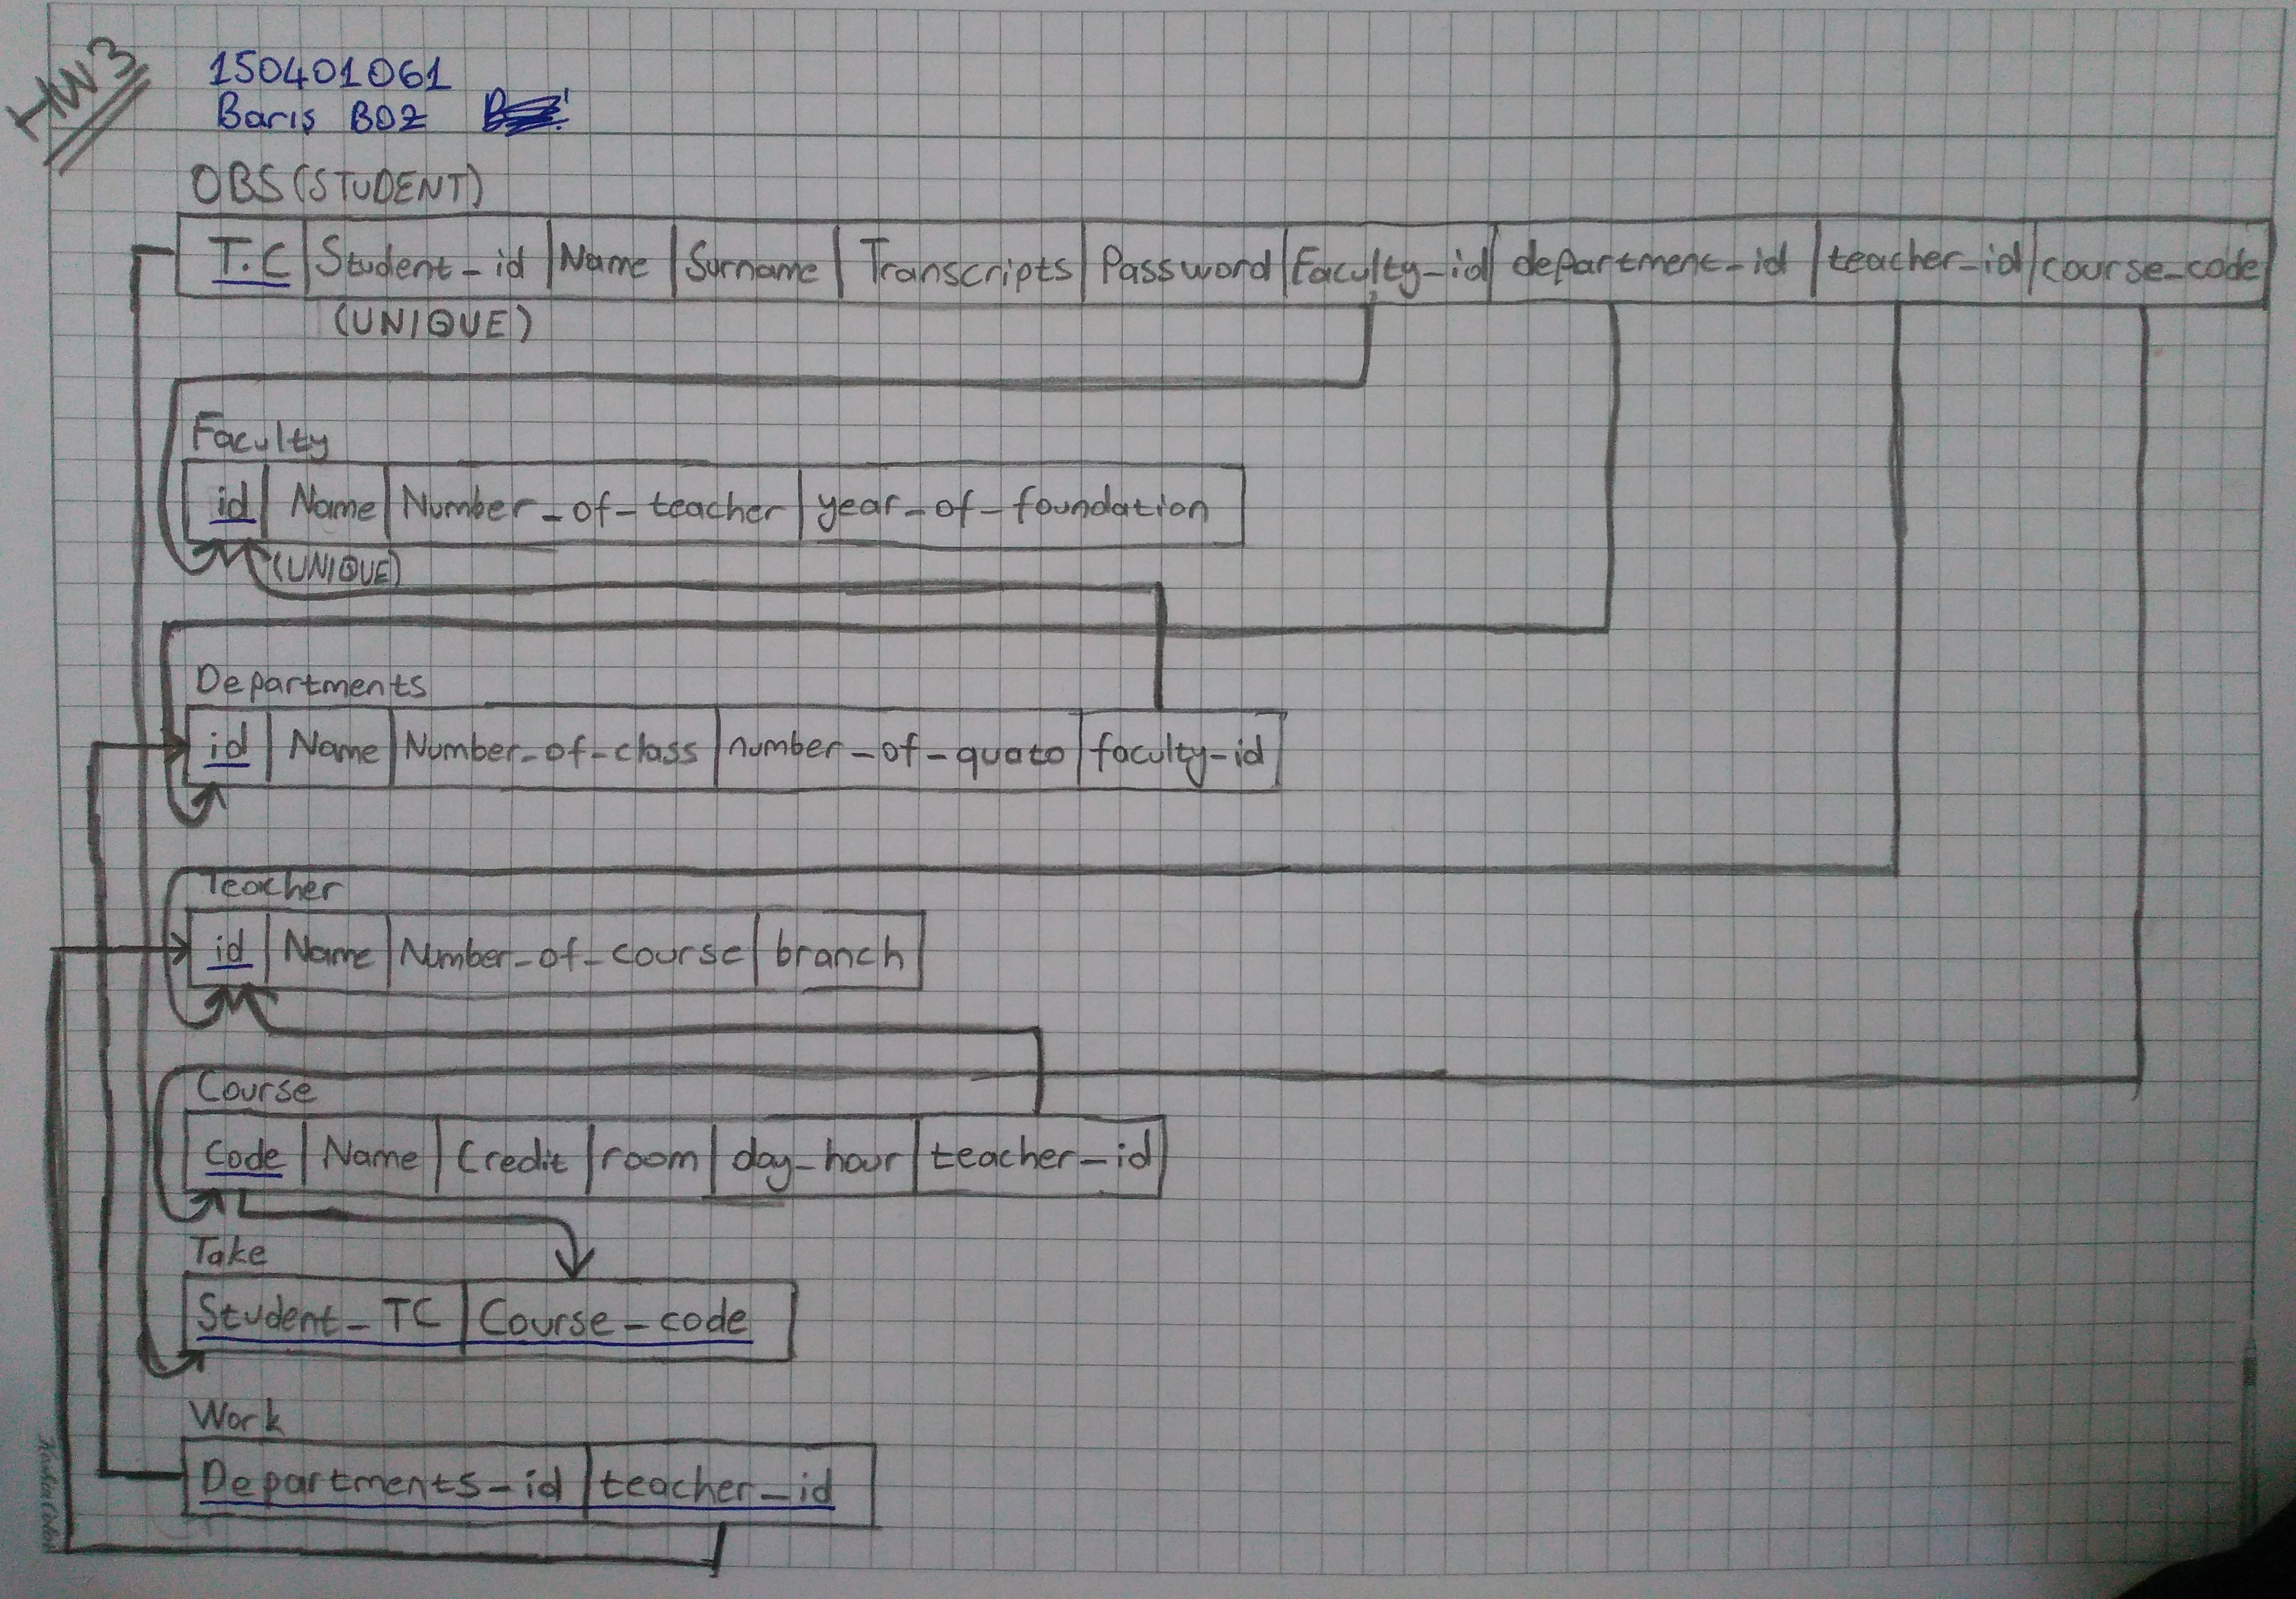 HW3
150401061
Barış BOZ
OBS(STUDENT)
T.C Student_id Name Surname Transcripts Password Faculty_id department_id teacher_id course_code
(UNIQUE)
Faculty
id Name Number_of_teacher year_of_foundation
(UNIQUE)
Departments
id Name Number_of_class number_of_quato faculty_id
Teacher
id Name Number_of_course branch
Course
Code Name Credit room day_hour teacher_id
Take
Student_TC Course_code
Work
Departments_id teacher_id